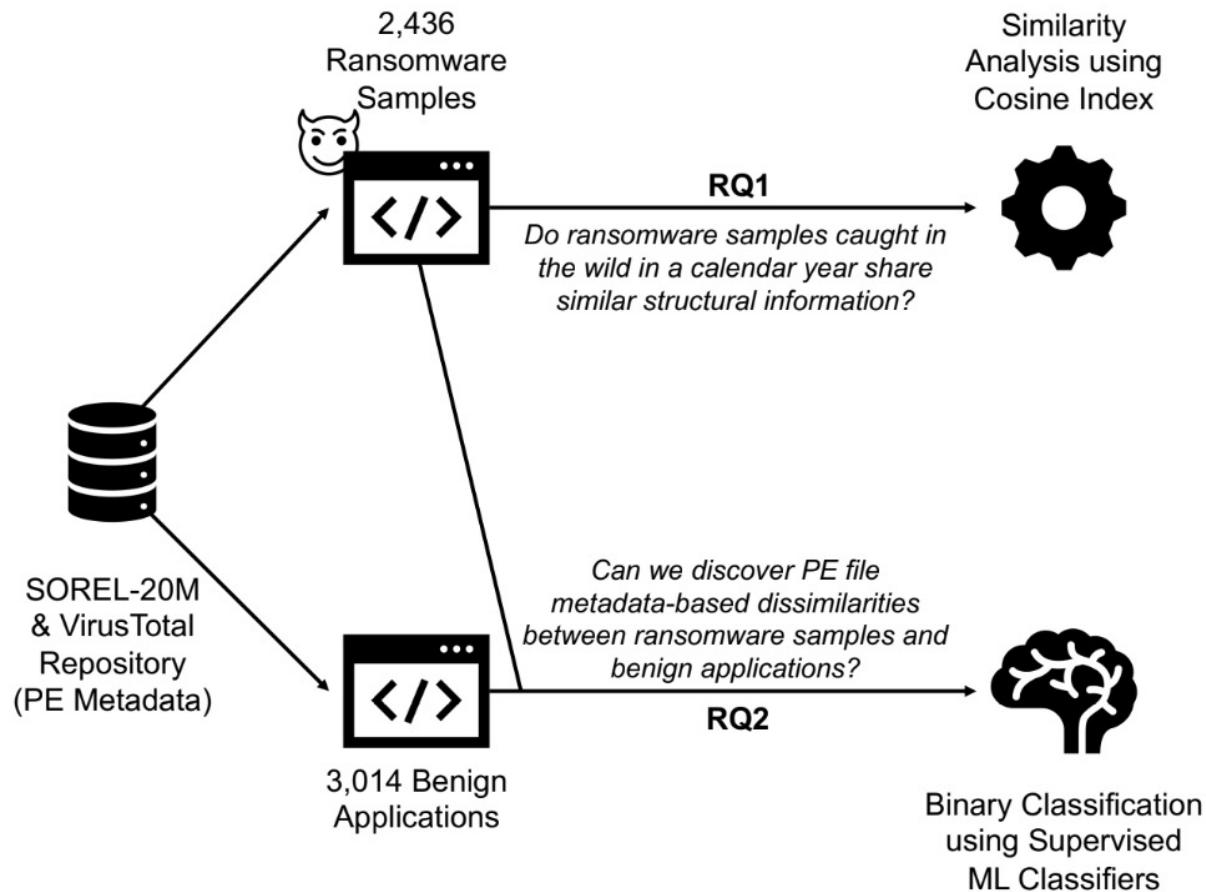 2,436
Ransomware
Samples
Similarity
Analysis using
Cosine Index
</>
RQ1
Do ransomware samples caught in
the wild in a calendar year share
similar structural information?
SOREL-20M
& VirusTotal
Repository
(PE Metadata)
Can we discover PE file
metadata-based dissimilarities
between ransomware samples and
benign applications?
</>
RQ2
3,014 Benign
Applications
Binary Classification
using Supervised
ML Classifiers